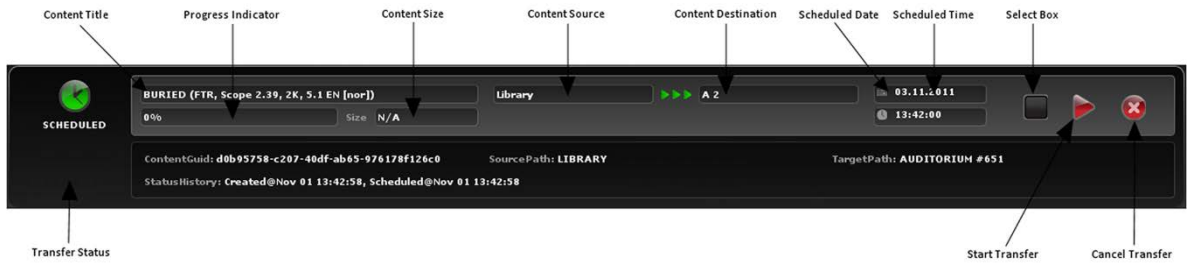 Content Title Progress Indicator Content Size Content Source Content Destination Scheduled Date Scheduled Time Select Box
BURIED (FTR, Scope 2.39, 2K, 5.1 EN [nor]) Library A 2 03.11.2011
0% Size N/A 13:42:00
SCHEDULED
ContentGuid: d0b95758-c207-40df-ab65-976178f126c0 SourcePath: LIBRARY TargetPath: AUDITORIUM #651
StatusHistory: Created@Nov 01 13:42:58, Scheduled@Nov 01 13:42:58
Transfer Status Start Transfer Cancel Transfer